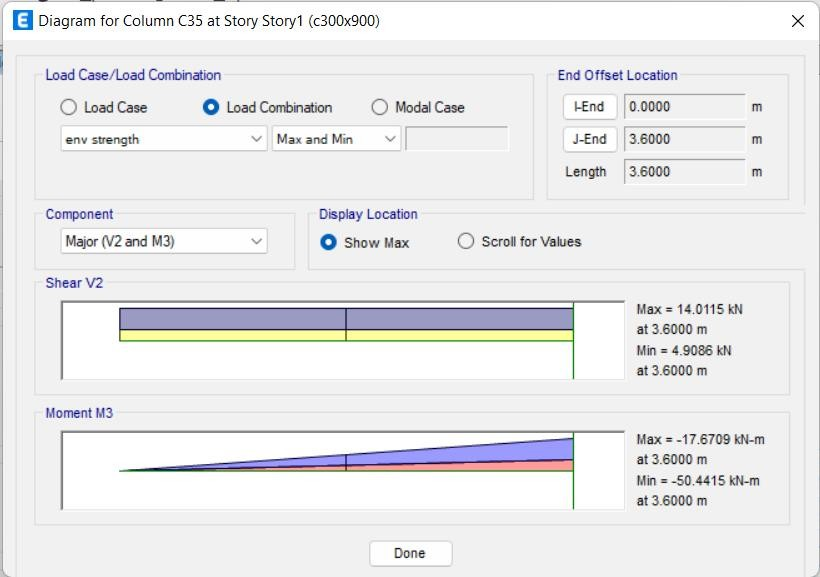 E Diagram for Column C35 at Story Story1 (c300x900)
Load Case/Load Combination
Load Case Load Combination Modal Case
env strength Max and Min
End Offset Location
I-End 0.0000 m
J-End 3.6000 m
Length 3.6000 m
Component
Major (V2 and M3)
Display Location
Show Max Scroll for Values
Shear V2
Max = 14.0115 kN
at 3.6000 m
Min = 4.9086 kN
at 3.6000 m
Moment M3
Max = -17.6709 kN-m
at 3.6000 m
Min = -50.4415 kN-m
at 3.6000 m
Done